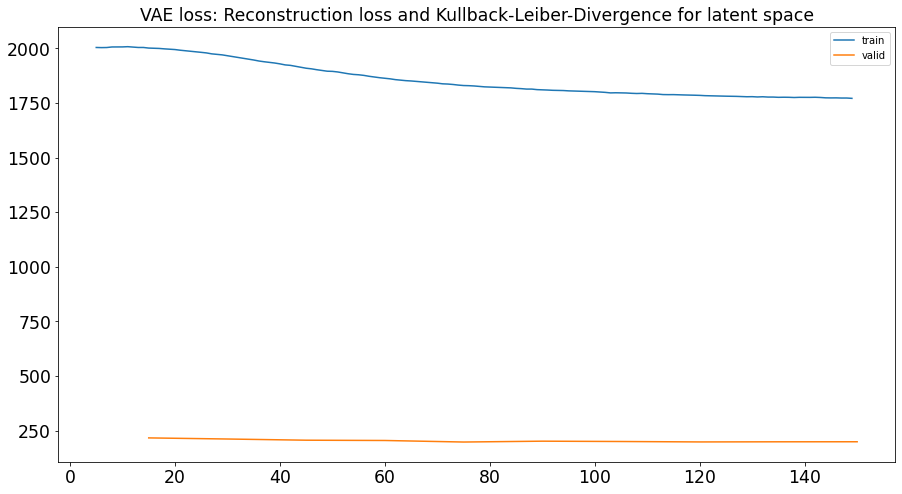 VAE loss: Reconstruction loss and Kullback-Leiber-Divergence for latent space
train
valid
2000
1750
1500
1250
1000
750
500
250
0 20 40 60 80 100 120 140